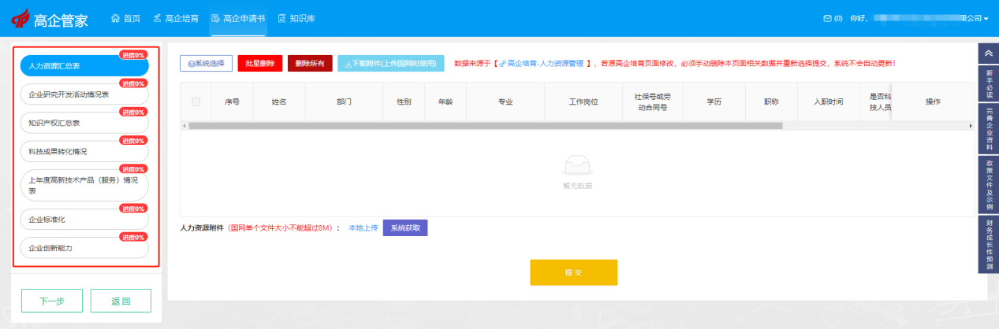 高企管家
首页
高企培育
高企申请书
知识库
(0)
你好,
限公司
进度0%
人力资源汇总表
进度0%
企业研究开发活动情况表
进度0%
知识产权汇总表
进度0%
科技成果转化情况
进度0%
上年度高新技术产品（服务）情况
表
进度0%
企业标准化
进度0%
企业创新能力
下一步
返 回
系统选择
批量删除
删除所有
下载附件(上传国网时使用)
数据来源于【 高企培育-人力资源管理 】，若原高企培育页面修改，必须手动删除本页面相关数据并重新选择提交，系统不会自动更新！
序号
姓名
部门
性别
年龄
专业
工作岗位
社保号或劳
动合同号
学历
职称
入职时间
是否科
技人员
操作
暂无数据
人力资源附件（国网单个文件大小不能超过8M）：
本地上传
系统获取
提 交
新手必读
完善企业资料
政策文件及示例
财务成长性预测